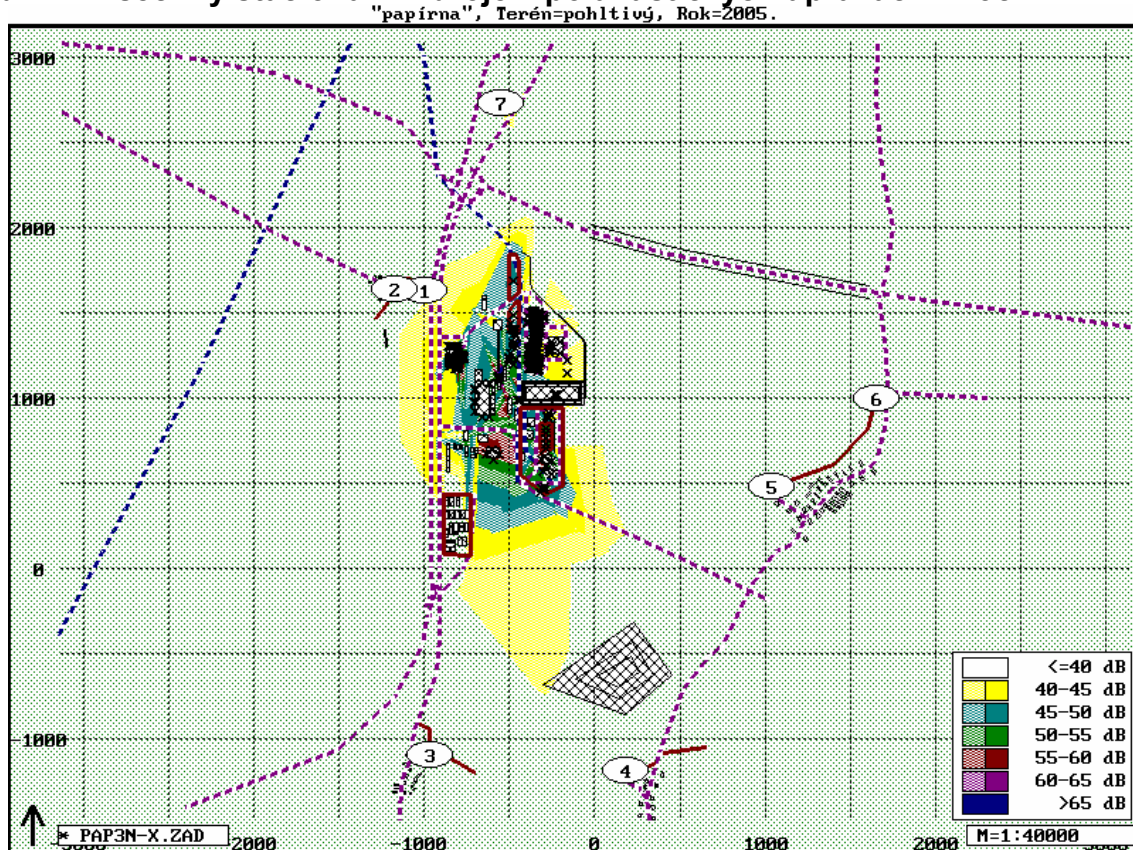 "papírna", Terén=pohltivý, Rok=2005.
3000
7
2000
2
1
1000
6
5
0
<=40 dB
40-45 dB
45-50 dB
50-55 dB
55-60 dB
60-65 dB
>65 dB
-1000
3
4
* PAP3N-X.ZAD
M=1:40000
-2000
-1000
0
1000
2000